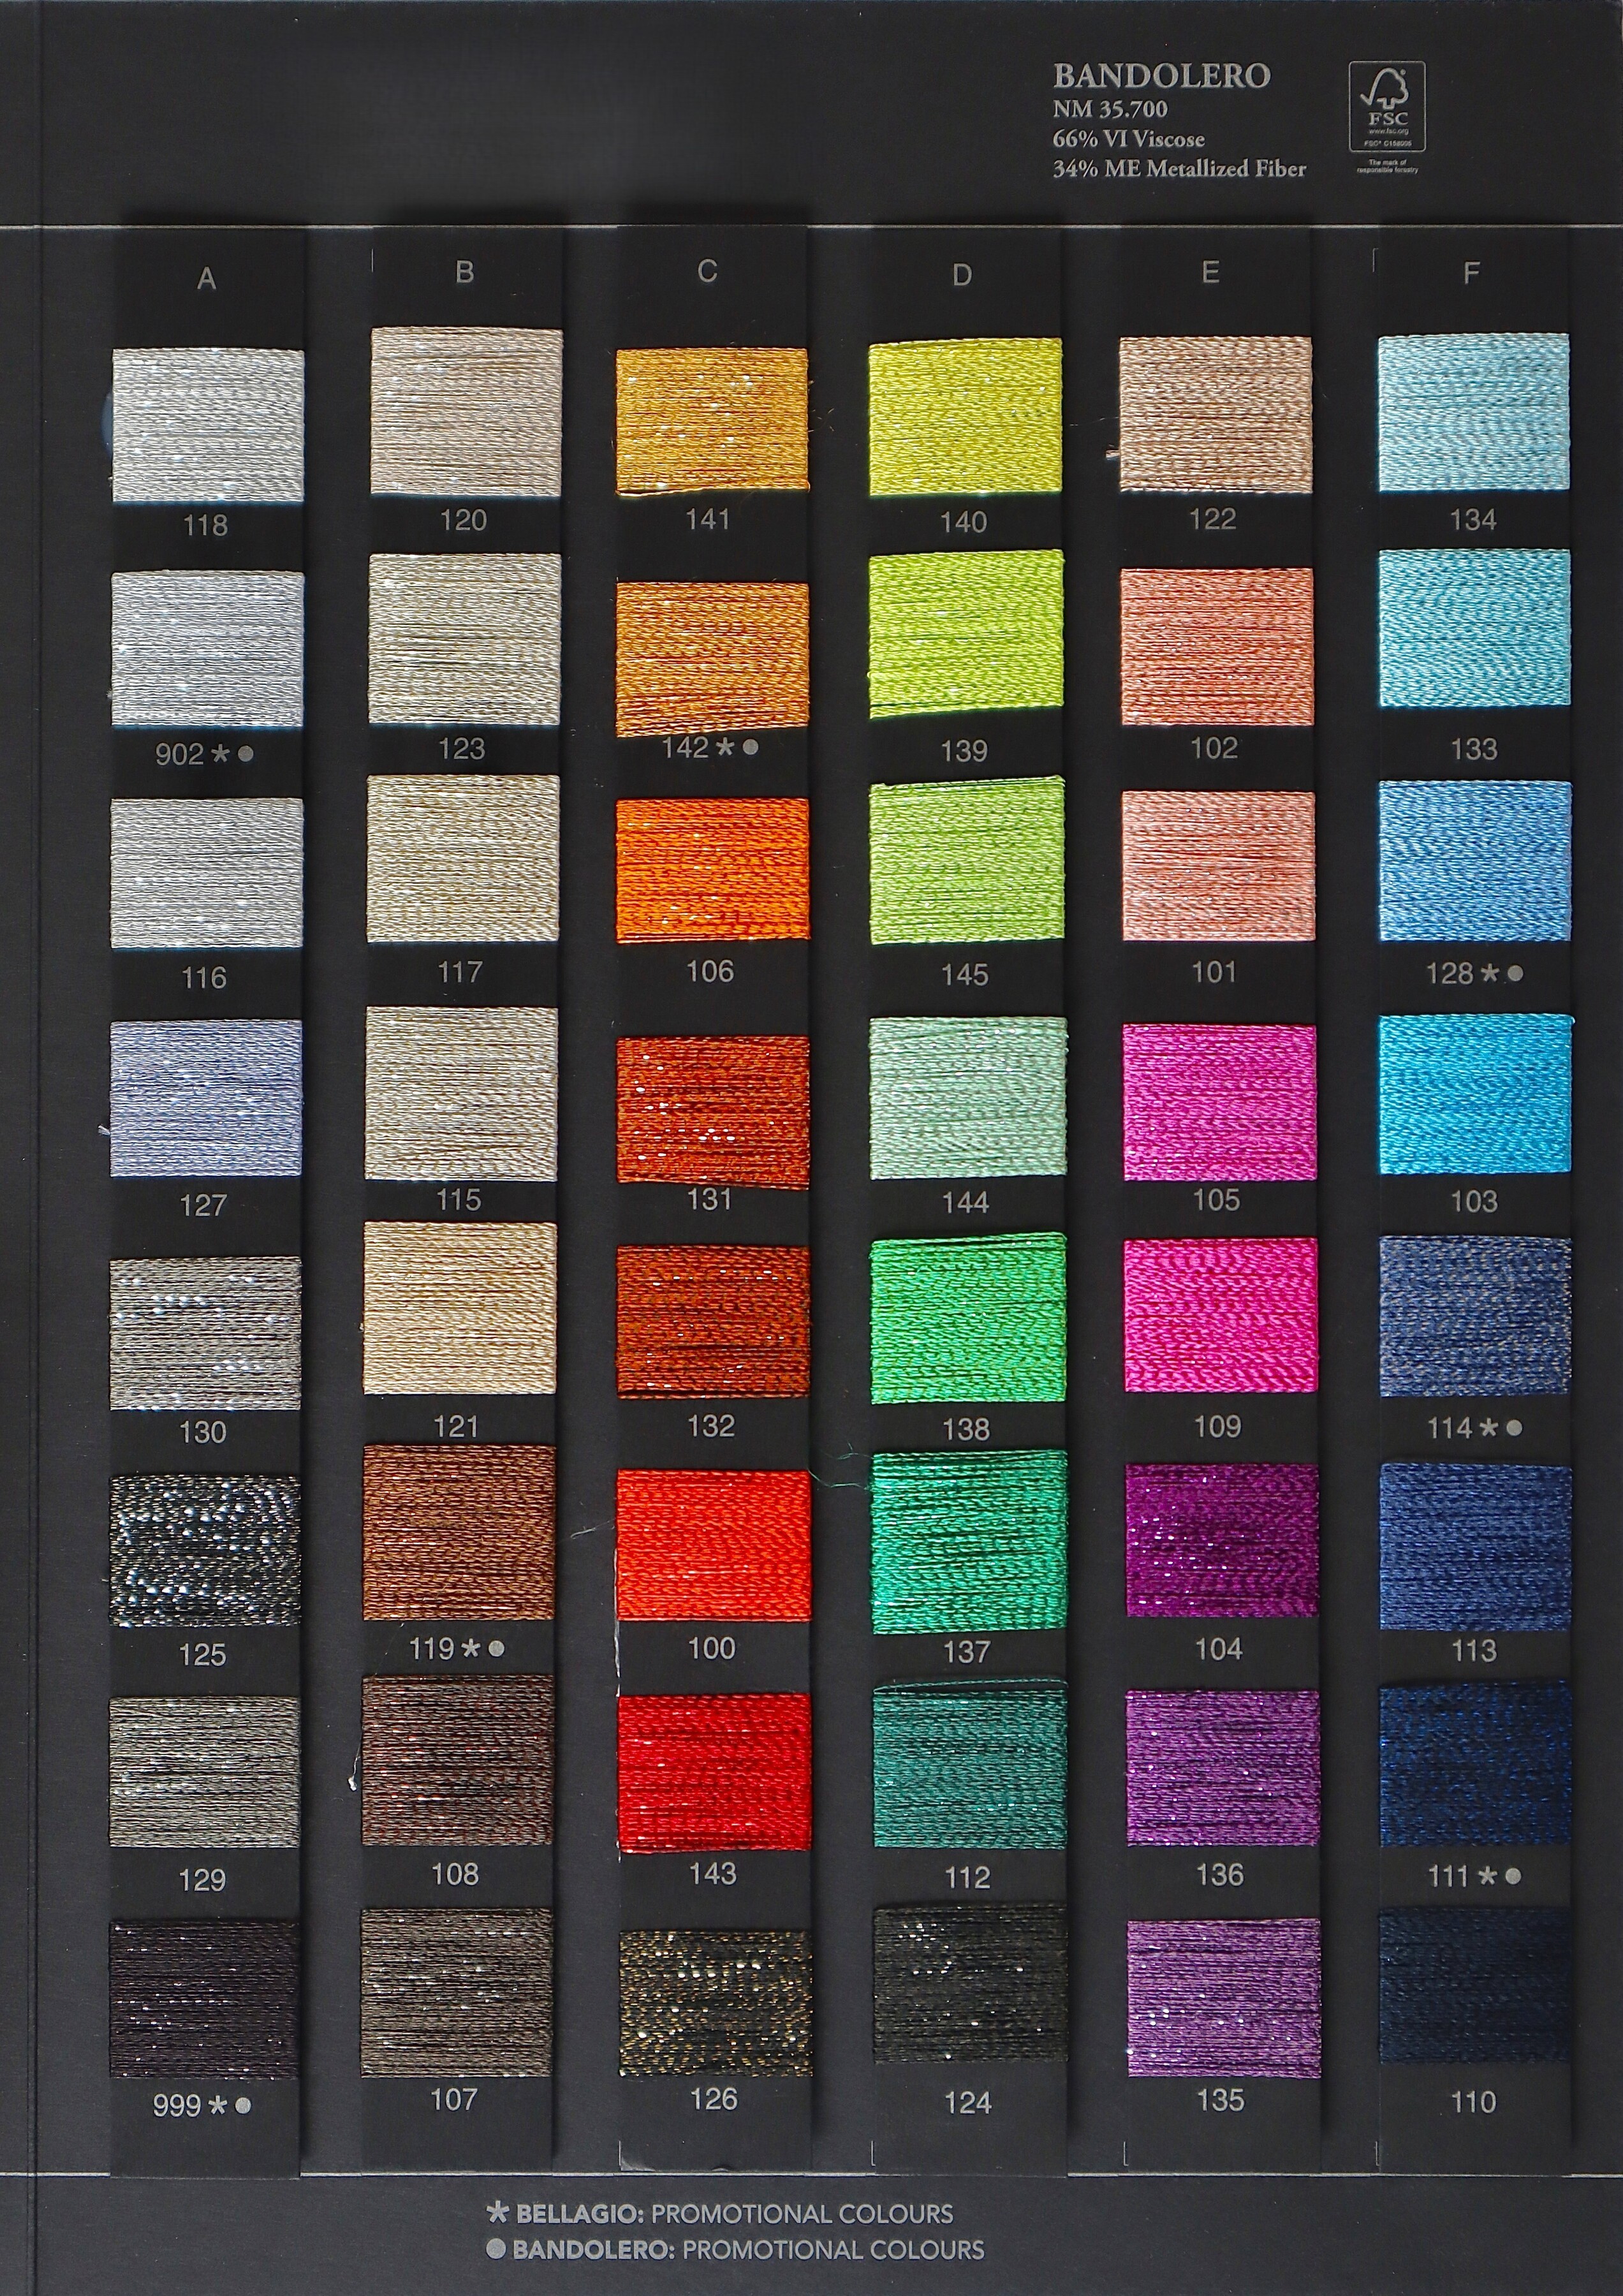 BANDOLERO
NM 35.700
66% VI Viscose
34% ME Metallized Fiber
FSC
www.fsc.org
The mark of
responsible forestry
A B C D E F
118 120 141 140 122 134
902 * ● 123 142 * ● 139 102 133
116 117 106 145 101 128 * ●
127 115 131 144 105 103
130 121 132 138 109 114 * ●
125 119 * ● 100 137 104 113
129 108 143 112 136 111 * ●
999 * ● 107 126 124 135 110
* BELLAGIO: PROMOTIONAL COLOURS
● BANDOLERO: PROMOTIONAL COLOURS